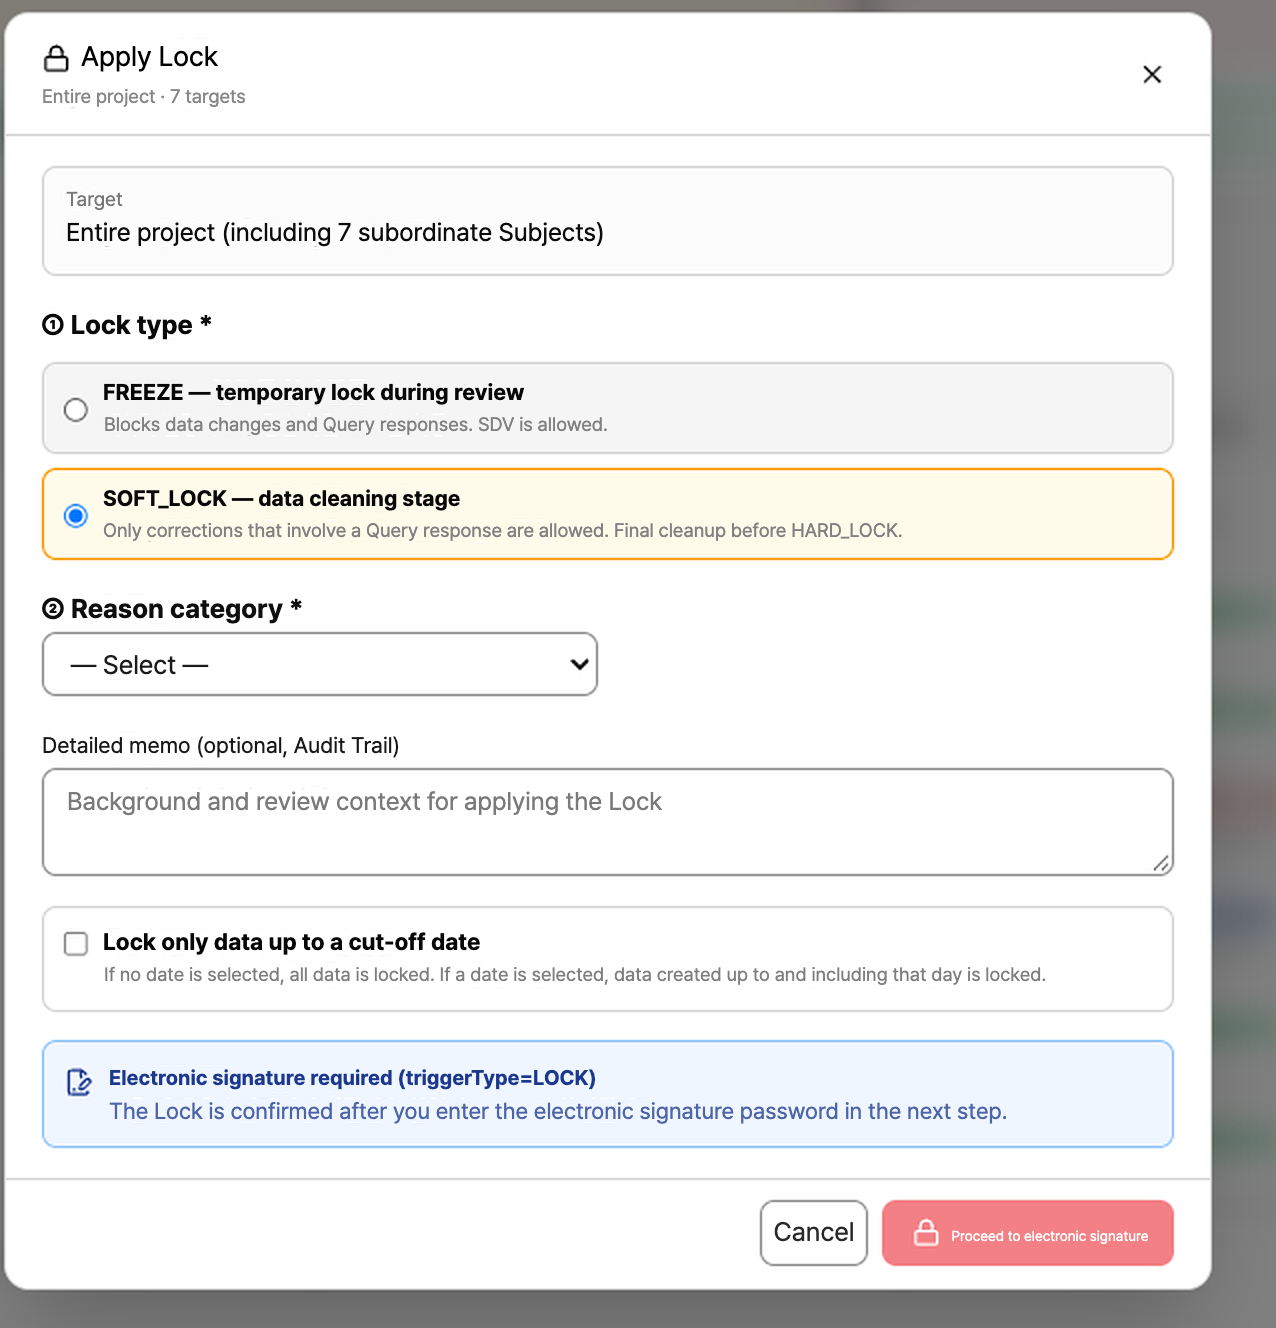 Apply Lock
Entire project · 7 targets
Target
Entire project (including 7 subordinate Subjects)
① Lock type *
FREEZE — temporary lock during review
Blocks data changes and Query responses. SDV is allowed.
SOFT_LOCK — data cleaning stage
Only corrections that involve a Query response are allowed. Final cleanup before HARD_LOCK.
② Reason category *
— Select —
Detailed memo (optional, Audit Trail)
Background and review context for applying the Lock
Lock only data up to a cut-off date
If no date is selected, all data is locked. If a date is selected, data created up to and including that day is locked.
Electronic signature required (triggerType=LOCK)
The Lock is confirmed after you enter the electronic signature password in the next step.
Cancel
Proceed to electronic signature